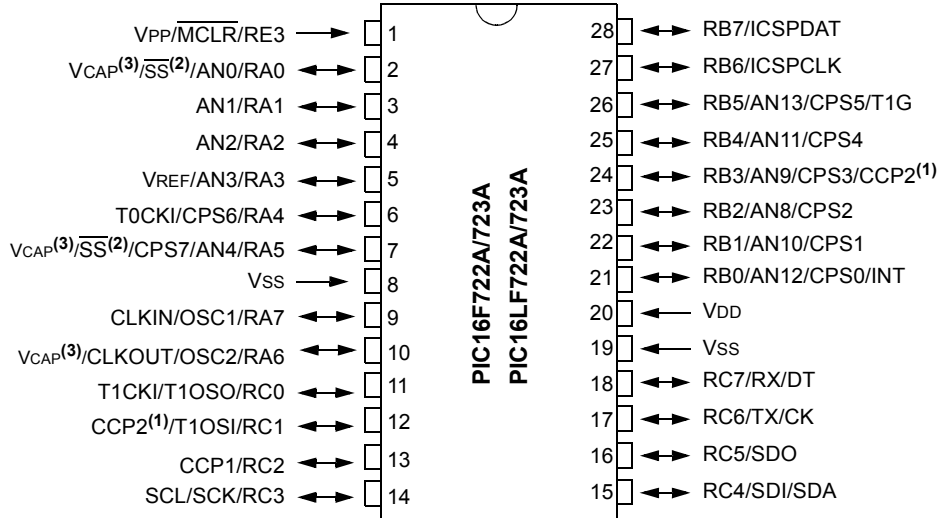 VPP/MCLR/RE3 1
VCAP(3)/SS(2)/AN0/RA0 2
AN1/RA1 3
AN2/RA2 4
VREF/AN3/RA3 5
T0CKI/CPS6/RA4 6
VCAP(3)/SS(2)/CPS7/AN4/RA5 7
VSS 8
CLKIN/OSC1/RA7 9
VCAP(3)/CLKOUT/OSC2/RA6 10
T1CKI/T1OSO/RC0 11
CCP2(1)/T1OSI/RC1 12
CCP1/RC2 13
SCL/SCK/RC3 14
PIC16F722A/723A
PIC16LF722A/723A
28 RB7/ICSPDAT
27 RB6/ICSPCLK
26 RB5/AN13/CPS5/T1G
25 RB4/AN11/CPS4
24 RB3/AN9/CPS3/CCP2(1)
23 RB2/AN8/CPS2
22 RB1/AN10/CPS1
21 RB0/AN12/CPS0/INT
20 VDD
19 VSS
18 RC7/RX/DT
17 RC6/TX/CK
16 RC5/SDO
15 RC4/SDI/SDA